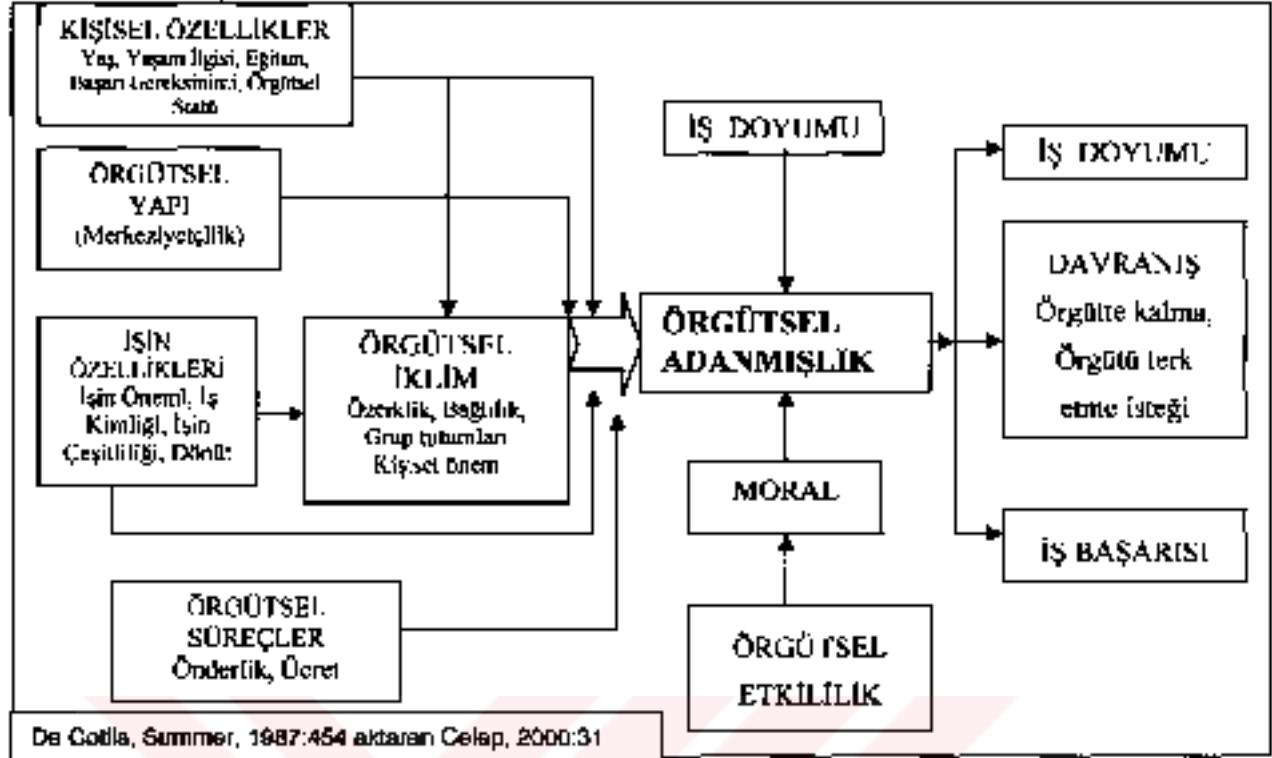 KİŞİSEL ÖZELLİKLER
Yaş, Yaşam İlgisi, Eğitim,
Başarı Gereksinimi, Örgütsel
Statü
ÖRGÜTSEL
YAPI
(Merkeziyetçilik)
İŞİN
ÖZELLİKLERİ
İşin Önemi, İş
Kimliği, İşin
Çeşitliliği, Dönüt
ÖRGÜTSEL
İKLİM
Özerklik, Bağlılık,
Grup tutumları
Kişisel önem
ÖRGÜTSEL
SÜREÇLER
Önderlik, Ücret
İŞ DOYUMU
ÖRGÜTSEL
ADANMIŞLIK
MORAL
ÖRGÜTSEL
ETKİLİLİK
İŞ DOYUMU
DAVRANIŞ
Örgütte kalma,
Örgütü terk
etme isteği
İŞ BAŞARISI
De Cotiis, Summer, 1987:454 aktaran Celep, 2000:31